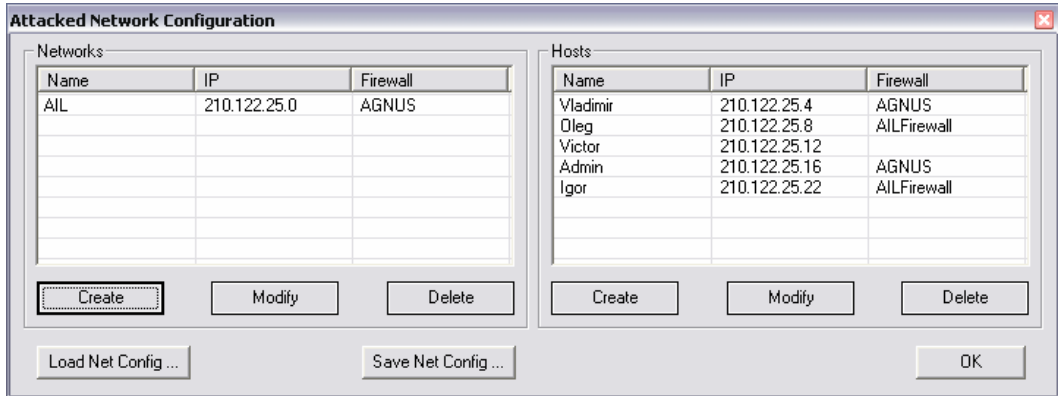 Attacked Network Configuration
Networks
Name IP Firewall
AIL 210.122.25.0 AGNUS
Create Modify Delete
Hosts
Name IP Firewall
Vladimir 210.122.25.4 AGNUS
Oleg 210.122.25.8 AILFirewall
Victor 210.122.25.12
Admin 210.122.25.16 AGNUS
Igor 210.122.25.22 AILFirewall
Create Modify Delete
Load Net Config ... Save Net Config ... OK